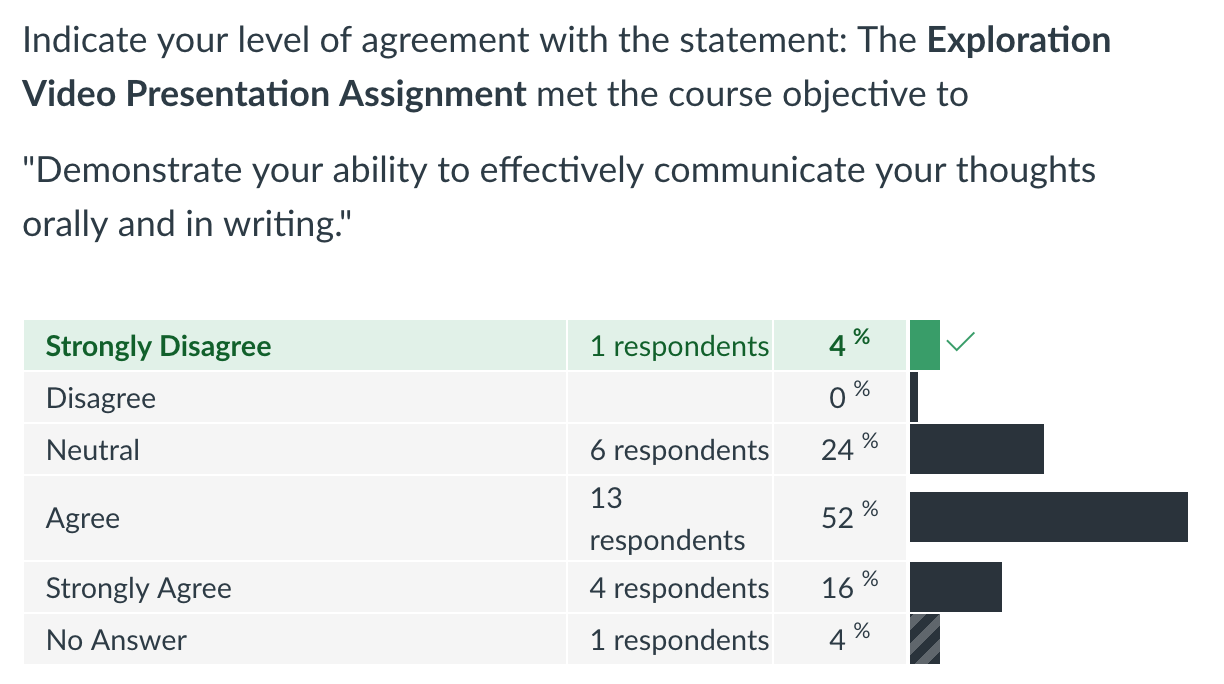 Indicate your level of agreement with the statement: The Exploration
Video Presentation Assignment met the course objective to
"Demonstrate your ability to effectively communicate your thoughts
orally and in writing."
Strongly Disagree 1 respondents 4 %
Disagree 0 %
Neutral 6 respondents 24 %
Agree 13 respondents 52 %
Strongly Agree 4 respondents 16 %
No Answer 1 respondents 4 %